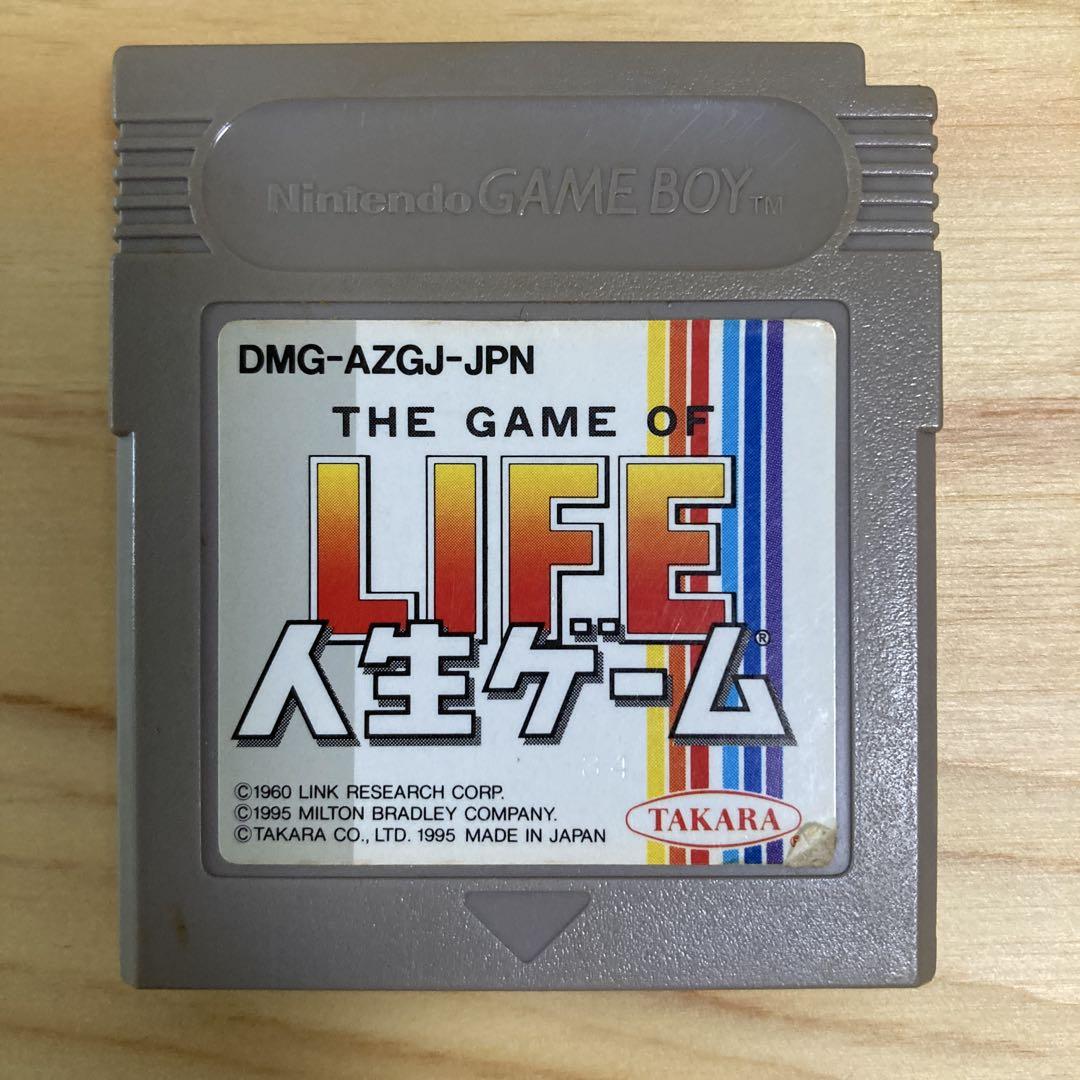 Nintendo GAME BOY™
DMG-AZGJ-JPN
THE GAME OF
LIFE
人生ゲーム®
34
©1960 LINK RESEARCH CORP.
©1995 MILTON BRADLEY COMPANY.
©TAKARA CO., LTD. 1995 MADE IN JAPAN
TAKARA